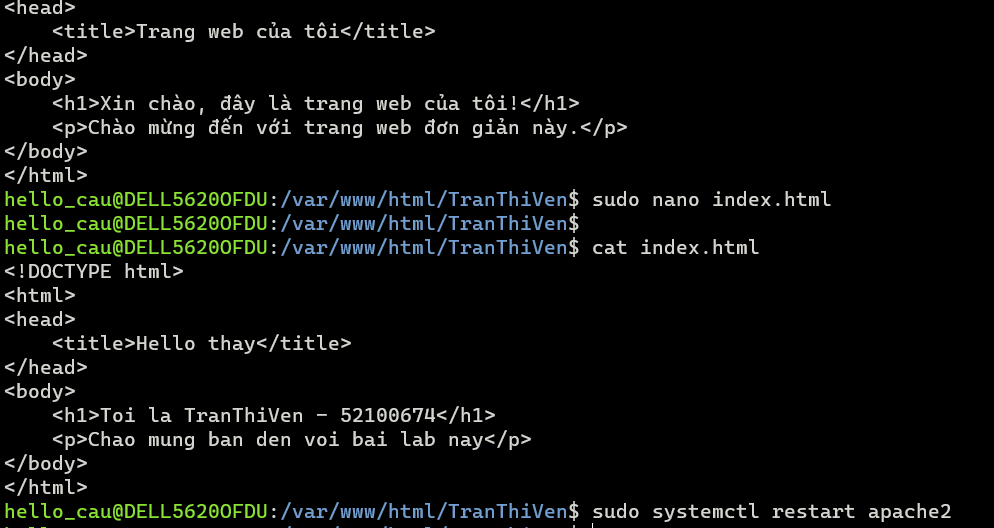 <head>
    <title>Trang web của tôi</title>
</head>
<body>
    <h1>Xin chào, đây là trang web của tôi!</h1>
    <p>Chào mừng đến với trang web đơn giản này.</p>
</body>
</html>
hello_cau@DELL5620OFDU:/var/www/html/TranThiVen$ sudo nano index.html
hello_cau@DELL5620OFDU:/var/www/html/TranThiVen$
hello_cau@DELL5620OFDU:/var/www/html/TranThiVen$ cat index.html
<!DOCTYPE html>
<html>
<head>
    <title>Hello thay</title>
</head>
<body>
    <h1>Toi la TranThiVen - 52100674</h1>
    <p>Chao mung ban den voi bai lab nay</p>
</body>
</html>
hello_cau@DELL5620OFDU:/var/www/html/TranThiVen$ sudo systemctl restart apache2